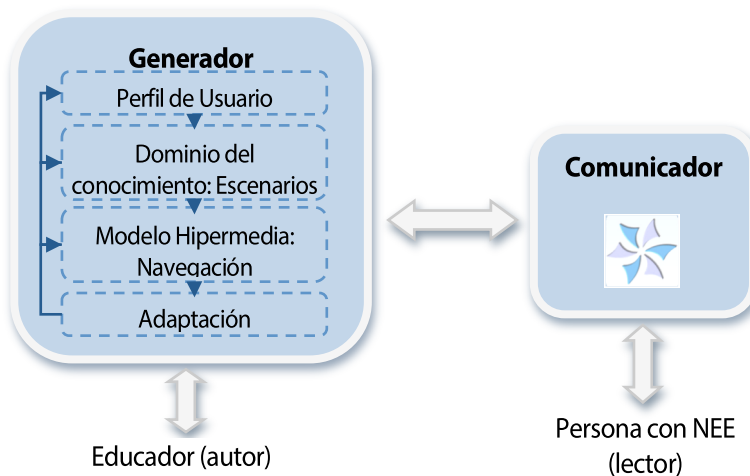 Generador
Perfil de Usuario
Dominio del
conocimiento: Escenarios
Modelo Hipermedia:
Navegación
Adaptación
Educador (autor)
Comunicador
Persona con NEE
(lector)